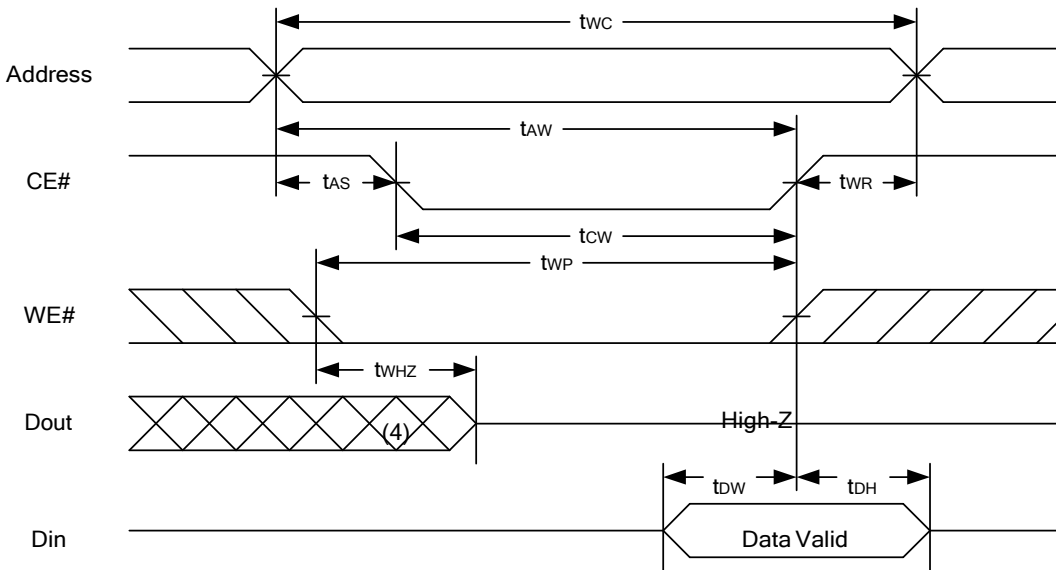 tWC
Address
tAW
CE#
tAS
tWR
tCW
tWP
WE#
tWHZ
Dout
(4)
High-Z
tDW
tDH
Din
Data Valid